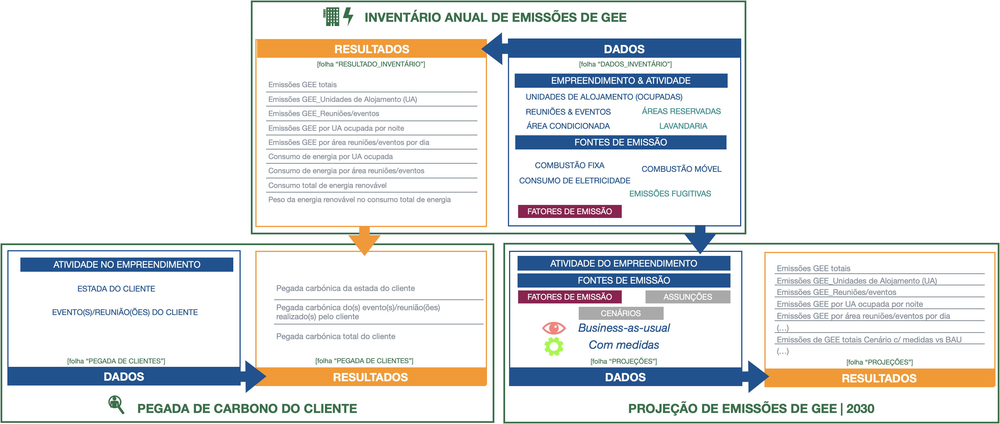 INVENTÁRIO ANUAL DE EMISSÕES DE GEE
RESULTADOS
[folha “RESULTADO_INVENTÁRIO”]
Emissões GEE totais
Emissões GEE_Unidades de Alojamento (UA)
Emissões GEE_Reuniões/eventos
Emissões GEE por UA ocupada por noite
Emissões GEE por área reuniões/eventos por dia
Consumo de energia por UA ocupada
Consumo de energia por área reuniões/eventos
Consumo total de energia renovável
Peso da energia renovável no consumo total de energia
DADOS
[folha “DADOS_INVENTÁRIO”]
EMPREENDIMENTO & ATIVIDADE
UNIDADES DE ALOJAMENTO (OCUPADAS)
REUNIÕES & EVENTOS
ÁREAS RESERVADAS
ÁREA CONDICIONADA
LAVANDARIA
FONTES DE EMISSÃO
COMBUSTÃO FIXA
COMBUSTÃO MÓVEL
CONSUMO DE ELETRICIDADE
EMISSÕES FUGITIVAS
FATORES DE EMISSÃO
ATIVIDADE NO EMPREENDIMENTO
ESTADA DO CLIENTE
EVENTO(S)/REUNIÃO(ÕES) DO CLIENTE
[folha “PEGADA DE CLIENTES”]
DADOS
Pegada carbónica da estada do cliente
Pegada carbónica do(s) evento(s)/reunião(ões)
realizado(s) pelo cliente
Pegada carbónica total do cliente
[folha “PEGADA DE CLIENTES”]
RESULTADOS
PEGADA DE CARBONO DO CLIENTE
ATIVIDADE DO EMPREENDIMENTO
FONTES DE EMISSÃO
FATORES DE EMISSÃO
ASSUNÇÕES
CENÁRIOS
Business-as-usual
Com medidas
[folha “PROJEÇÕES”]
DADOS
Emissões GEE totais
Emissões GEE_Unidades de Alojamento (UA)
Emissões GEE_Reuniões/eventos
Emissões GEE por UA ocupada por noite
Emissões GEE por área reuniões/eventos por dia
(…)
Emissões de GEE totais Cenário c/ medidas vs BAU
(…)
[folha “PROJEÇÕES”]
RESULTADOS
PROJEÇÃO DE EMISSÕES DE GEE | 2030